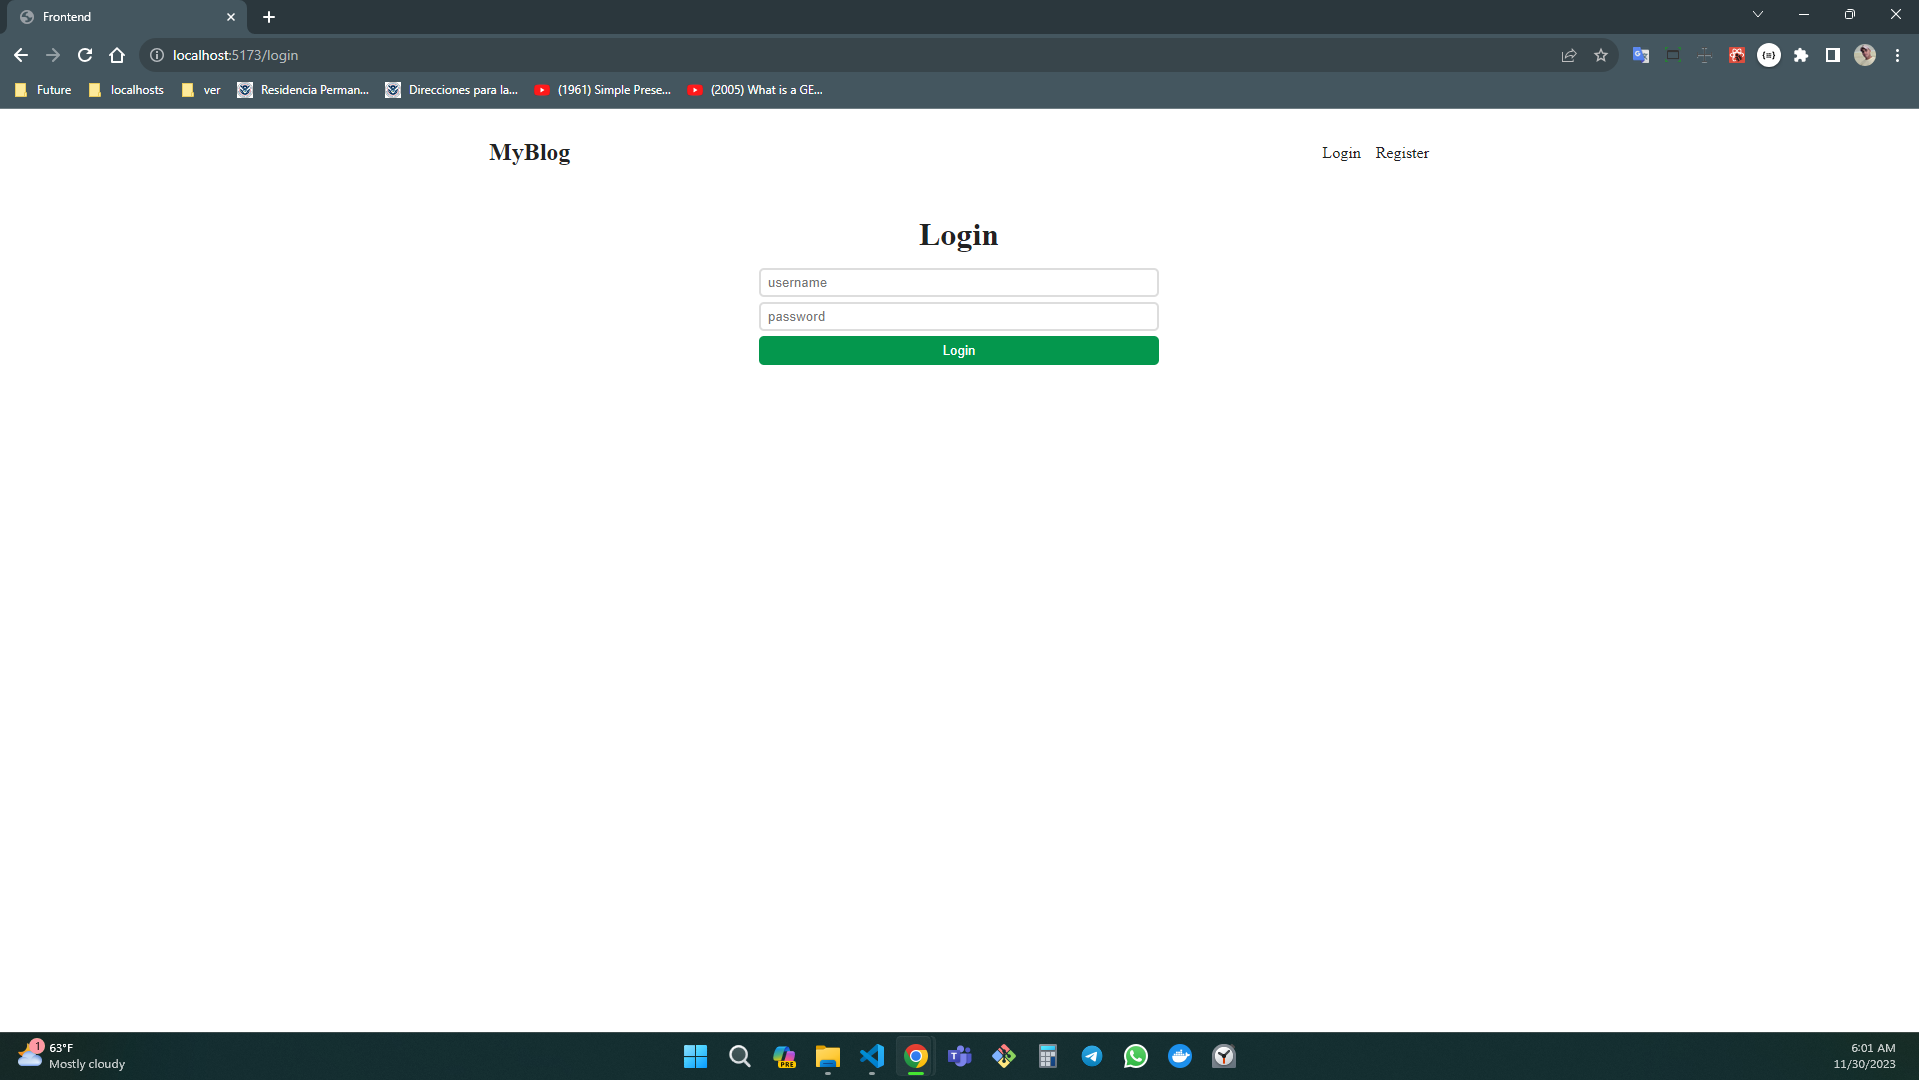 Frontend
localhost:5173/login
Future
localhosts
ver
Residencia Perman...
Direcciones para la...
(1961) Simple Prese...
(2005) What is a GE...
MyBlog
Login
Register
Login
username
password
Login
1
63°F
Mostly cloudy
PRE
6:01 AM
11/30/2023